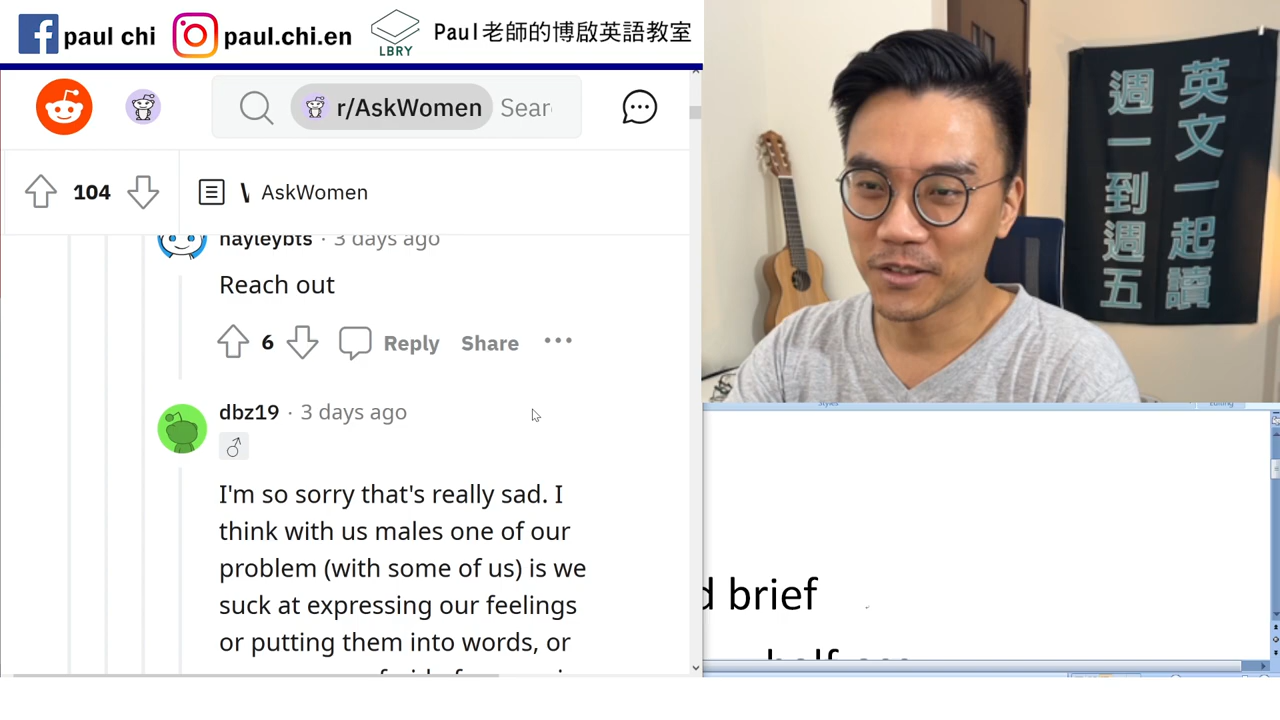 paul chi
paul.chi.en
LBRY
Paul老師的博啟英語教室
r/AskWomen
104
AskWomen
hayleybts · 3 days ago
Reach out
6
Reply
Share
dbz19 · 3 days ago
I'm so sorry that's really sad. I
think with us males one of our
problem (with some of us) is we
suck at expressing our feelings
or putting them into words, or
英文一起讀
週一到週五
brief